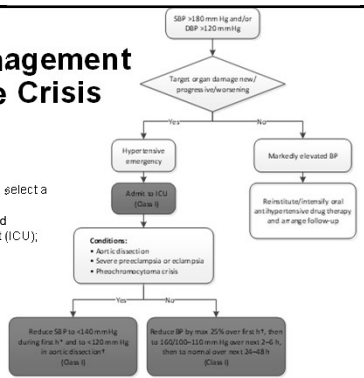 nagement
e Crisis
select a
d
t (ICU);
SBP >180 mm Hg and/or
DBP >120 mm Hg
Target organ damage new/
progressive/worsening
Yes
No
Hypertensive
emergency
Markedly elevated BP
Admit to ICU
(Class I)
Reinstitute/intensify oral
antihypertensive drug therapy
and arrange follow-up
Conditions:
• Aortic dissection
• Severe preeclampsia or eclampsia
• Pheochromocytoma crisis
Yes
No
Reduce SBP to <140 mm Hg
during first h* and to <120 mm Hg
in aortic dissection†
(Class I)
Reduce BP by max 25% over first h†, then
to 160/100–110 mm Hg over next 2–6 h,
then to normal over next 24–48 h
(Class I)